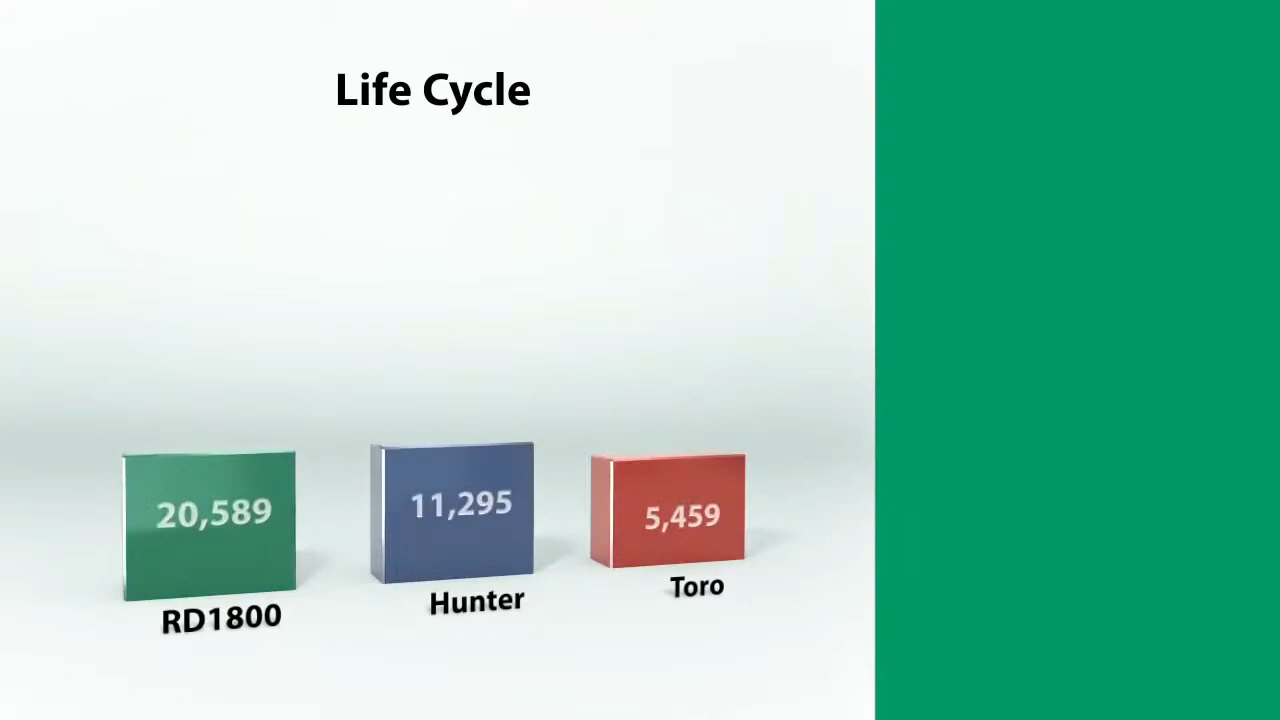 Life Cycle
20,589
11,295
5,459
RD1800
Hunter
Toro